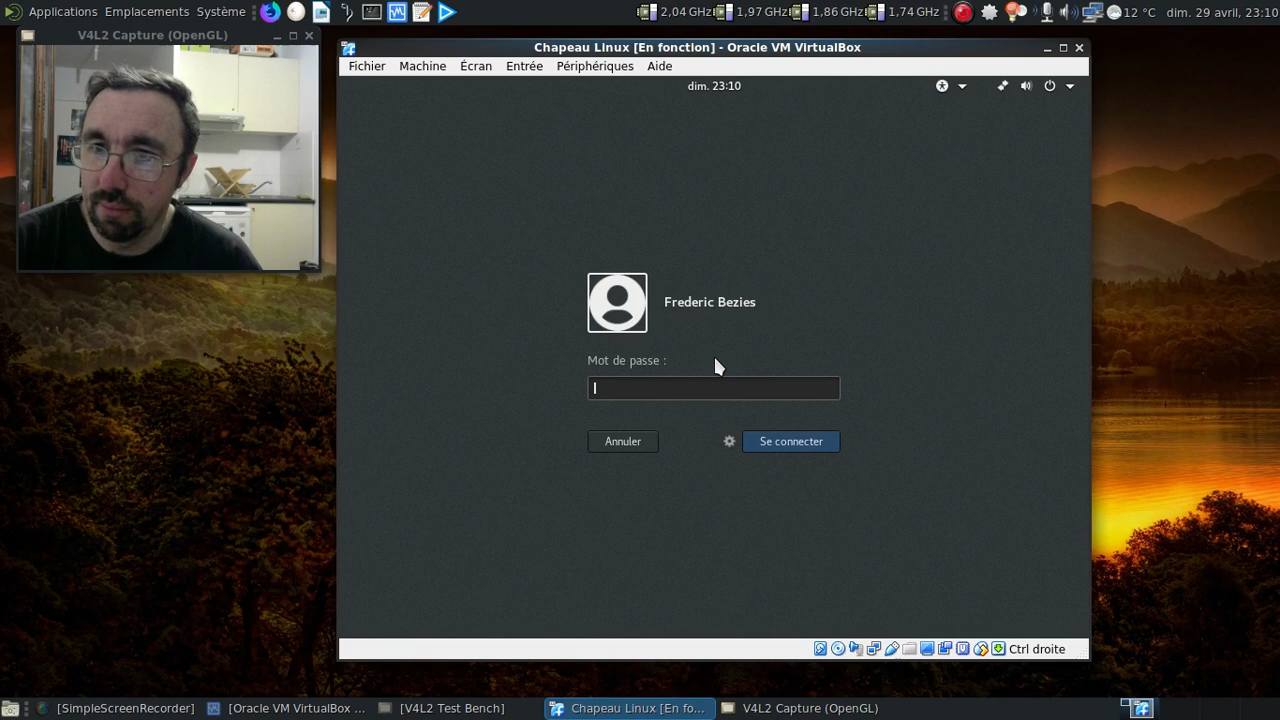 Applications Emplacements Système 2,04 GHz 1,97 GHz 1,86 GHz 1,74 GHz 12 °C dim. 29 avril, 23:10
V4L2 Capture (OpenGL)
Chapeau Linux [En fonction] - Oracle VM VirtualBox
Fichier Machine Écran Entrée Périphériques Aide
dim. 23:10
Frederic Bezies
Mot de passe :
Annuler Se connecter
Ctrl droite
[SimpleScreenRecorder] [Oracle VM VirtualBox ... [V4L2 Test Bench] Chapeau Linux [En fo... V4L2 Capture (OpenGL)